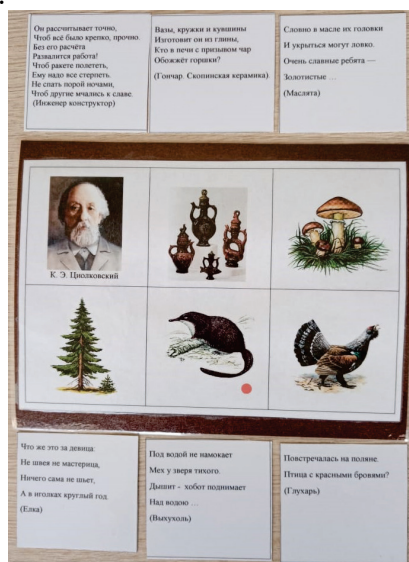 Он рассчитывает точно,
Чтоб всё было крепко, прочно.
Без его расчёта
Развалится работа!
Чтоб ракете полететь,
Ему надо все стерпеть.
Не спать порой ночами,
Чтоб другие мчались к славе.
(Инженер конструктор)
Вазы, кружки и кувшины
Изготовит он из глины,
Кто в печи с призывом чар
Обожжёт горшки?
(Гончар. Скопинская керамика).
Словно в масле их головки
И укрыться могут ловко.
Очень славные ребята —
Золотистые ...
(Маслята)
К. Э. Циолковский
Что же это за девица:
Не швея не мастерица,
Ничего сама не шьет,
А в иголках круглый год.
(Елка)
Под водой не намокает
Мех у зверя тихого.
Дышит - хобот поднимает
Над водою ...
(Выхухоль)
Повстречалась на поляне.
Птица с красными бровями?
(Глухарь)